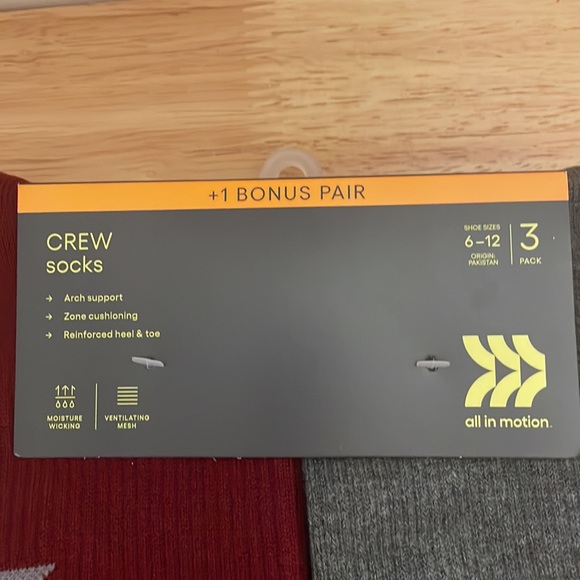 +1 BONUS PAIR
CREW
socks
→ Arch support
→ Zone cushioning
→ Reinforced heel & toe
MOISTURE
WICKING
VENTILATING
MESH
SHOE SIZES
6–12
ORIGIN:
PAKISTAN
3
PACK
all in motion.